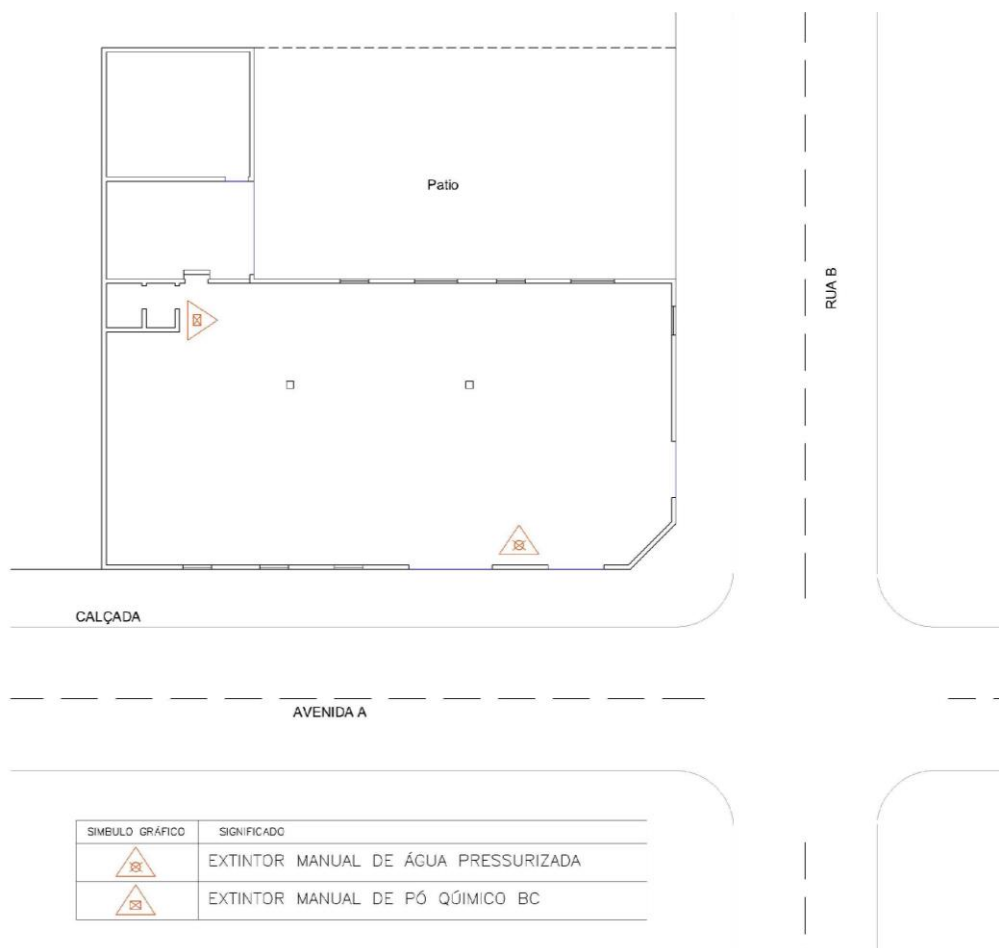 Patio
RUA B
CALÇADA
AVENIDA A
SIMBULO GRÁFICO SIGNIFICADO
EXTINTOR MANUAL DE ÁGUA PRESSURIZADA
EXTINTOR MANUAL DE PÓ QÚIMICO BC